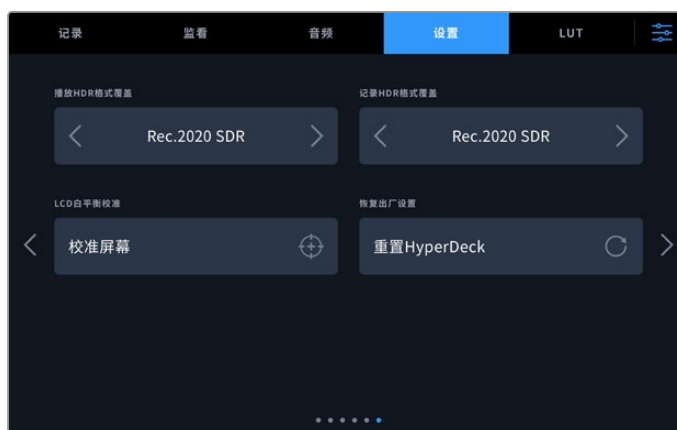 记录 监看 音频 设置 LUT
播放HDR格式覆盖 记录HDR格式覆盖
Rec.2020 SDR Rec.2020 SDR
LCD白平衡校准 恢复出厂设置
校准屏幕 重置HyperDeck